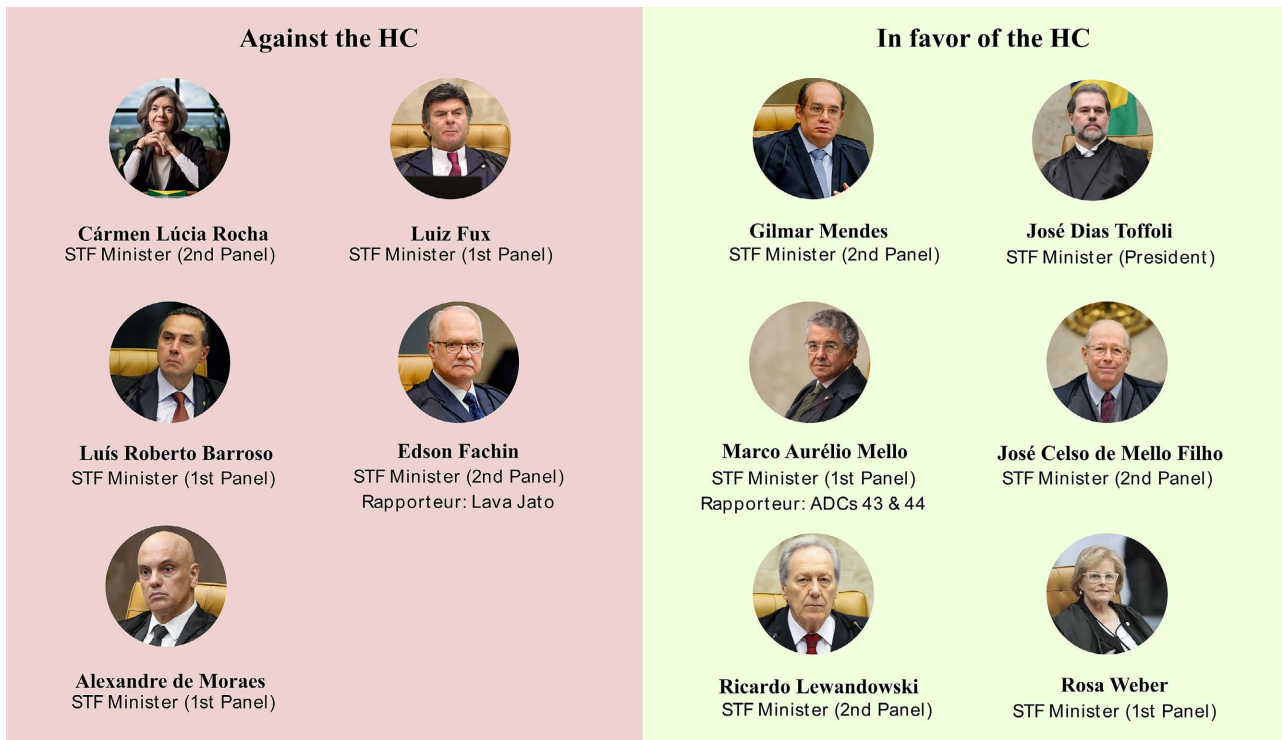 Against the HC
Cármen Lúcia Rocha
STF Minister (2nd Panel)
Luiz Fux
STF Minister (1st Panel)
Luís Roberto Barroso
STF Minister (1st Panel)
Edson Fachin
STF Minister (2nd Panel)
Rapporteur: Lava Jato
Alexandre de Moraes
STF Minister (1st Panel)
In favor of the HC
Gilmar Mendes
STF Minister (2nd Panel)
José Dias Toffoli
STF Minister (President)
Marco Aurélio Mello
STF Minister (1st Panel)
Rapporteur: ADCs 43 & 44
José Celso de Mello Filho
STF Minister (2nd Panel)
Ricardo Lewandowski
STF Minister (2nd Panel)
Rosa Weber
STF Minister (1st Panel)